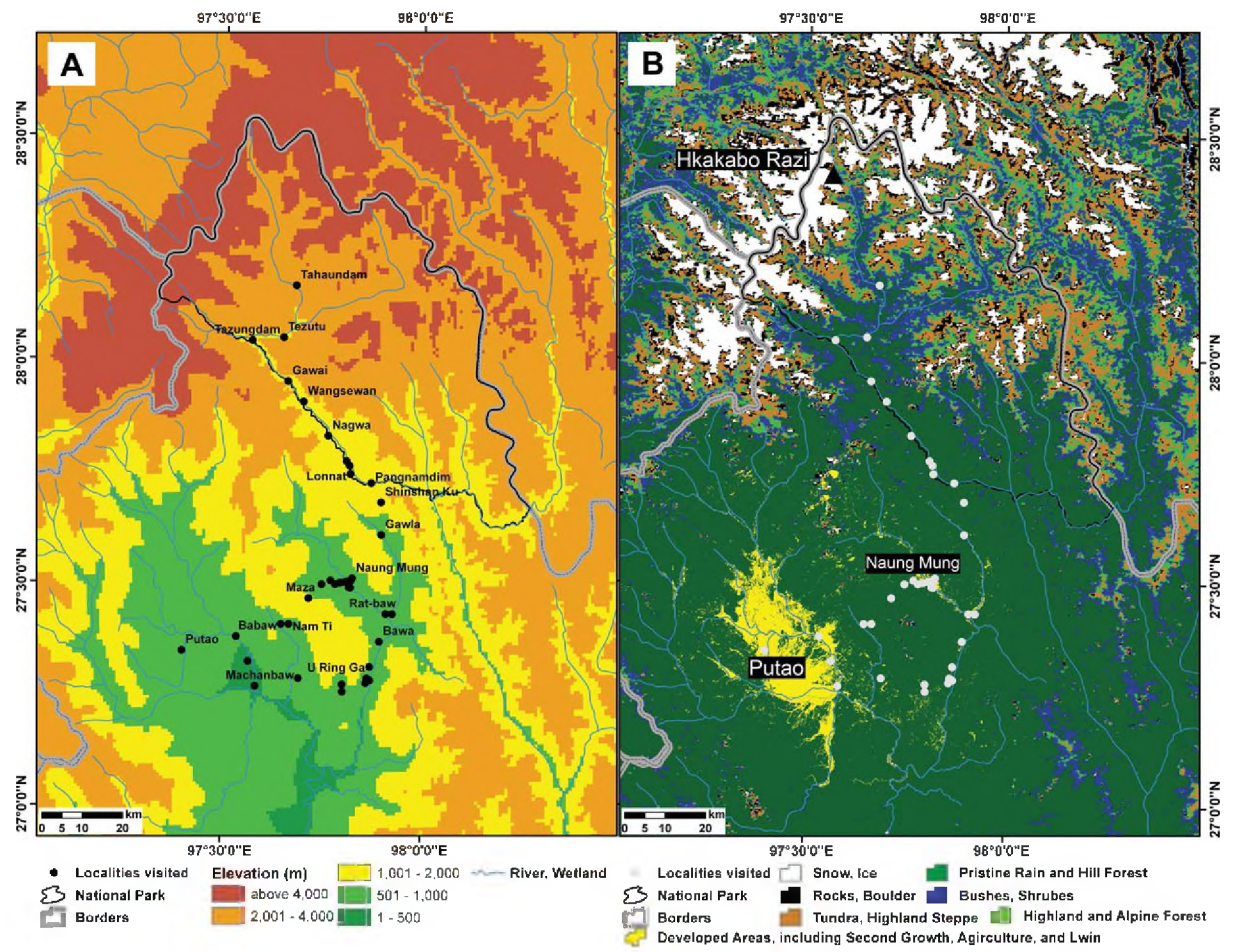 97°30'0"E 98°0'0"E 97°30'0"E 98°0'0"E
A B
28°30'0"N 28°30'0"N
Hkakabo Razi
Tahaundam
Tazungdam Tezutu
28°0'0"N 28°0'0"N
Gawai
Wangsewan
Nagwa
Lonnat Pangnamdim
Shinshan Ku
Gawla
Naung Mung Naung Mung
27°30'0"N 27°30'0"N
Maza
Rat-baw
Babaw Nam Ti
Bawa
Putao
U Ring Ga Putao
Machanbaw
27°0'0"N 27°0'0"N
km km
0 5 10 20 0 5 10 20
97°30'0"E 98°0'0"E 97°30'0"E 98°0'0"E
Localities visited
National Park
Borders
Elevation (m)
above 4,000
2,001 - 4,000
1,001 - 2,000
501 - 1,000
1 - 500
River, Wetland
Localities visited
National Park
Borders
Snow, Ice
Rocks, Boulder
Tundra, Highland Steppe
Pristine Rain and Hill Forest
Bushes, Shrubes
Highland and Alpine Forest
Developed Areas, including Second Growth, Agirculture, and Lwin